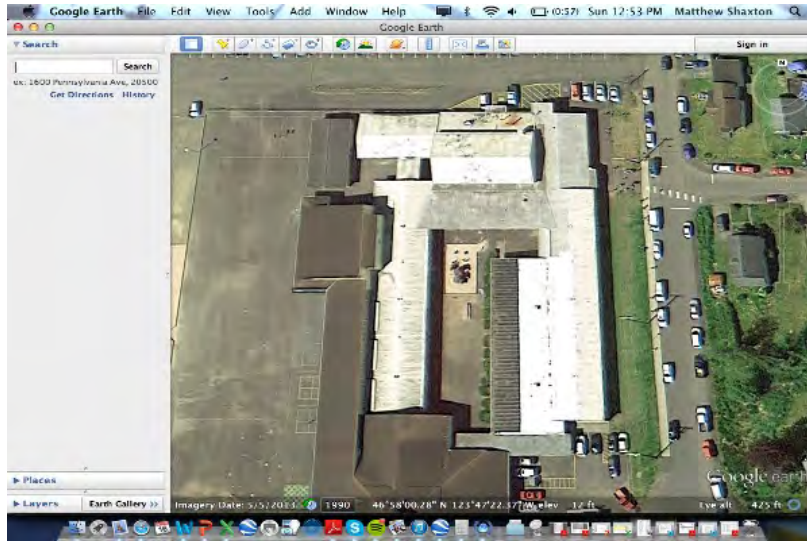 Google Earth File Edit View Tools Add Window Help (0:57) Sun 12:53 PM Matthew Shaxton
Google Earth
▼ Search
Sign in
Search
ex: 1600 Pennsylvania Ave, 20500
Get Directions History
N
▶ Places
▶ Layers Earth Gallery >>
Google earth
Imagery Date: 5/5/2013 1990 46°58'00.28" N 123°47'22.37" W elev 12 ft Eye alt 425 ft